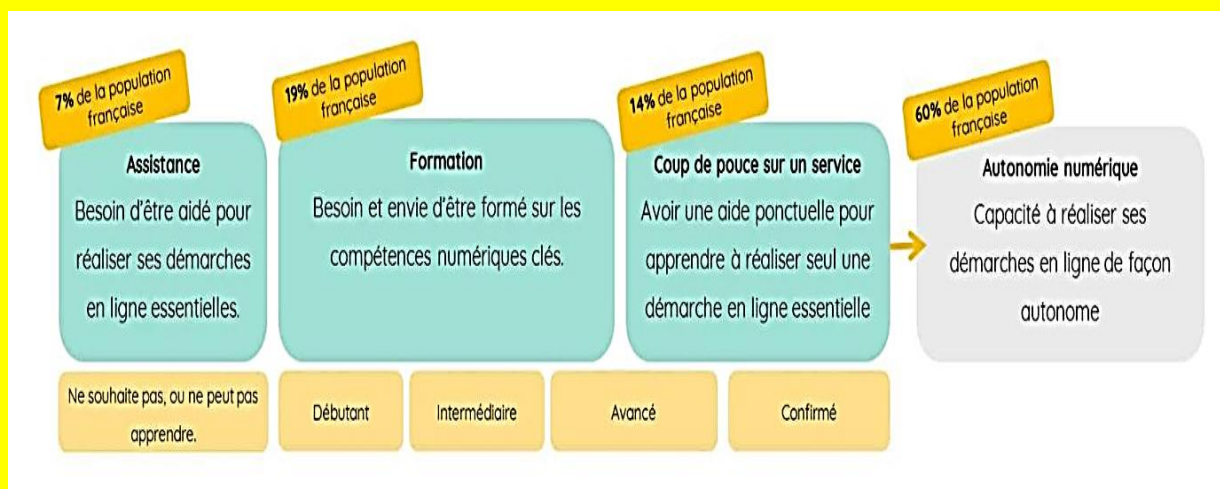 7% de la population
française
Assistance
Besoin d'être aidé pour
réaliser ses démarches
en ligne essentielles.
Ne souhaite pas, ou ne peut pas
apprendre.
19% de la population
française
Formation
Besoin et envie d'être formé sur les
compétences numériques clés.
Débutant
Intermédiaire
14% de la population
française
Coup de pouce sur un service
Avoir une aide ponctuelle pour
apprendre à réaliser seul une
démarche en ligne essentielle
Avancé
Confirmé
60% de la population
française
Autonomie numérique
Capacité à réaliser ses
démarches en ligne de façon
autonome